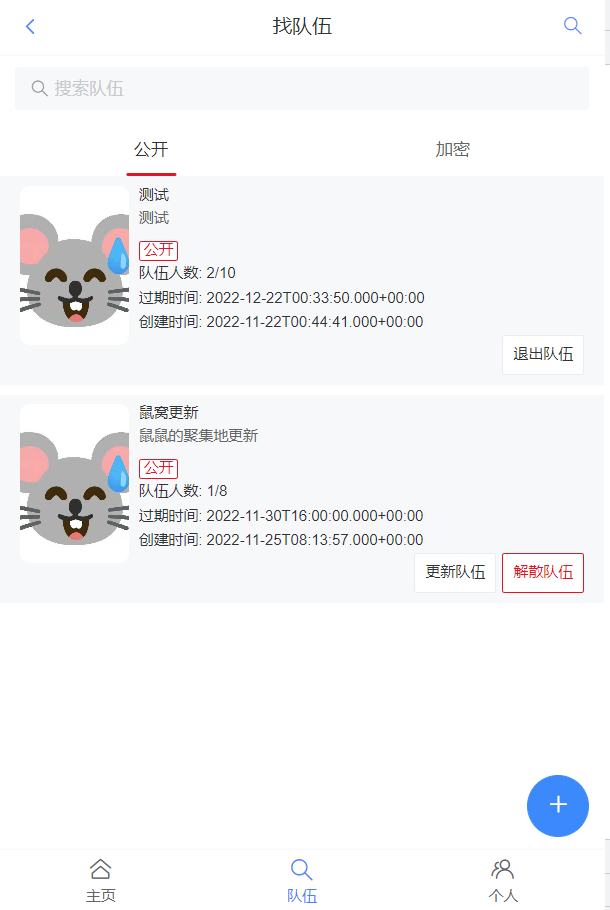 找队伍
搜索队伍
公开 加密
测试
测试
公开
队伍人数: 2/10
过期时间: 2022-12-22T00:33:50.000+00:00
创建时间: 2022-11-22T00:44:41.000+00:00
退出队伍
鼠窝更新
鼠鼠的聚集地更新
公开
队伍人数: 1/8
过期时间: 2022-11-30T16:00:00.000+00:00
创建时间: 2022-11-25T08:13:57.000+00:00
更新队伍 解散队伍
主页 队伍 个人